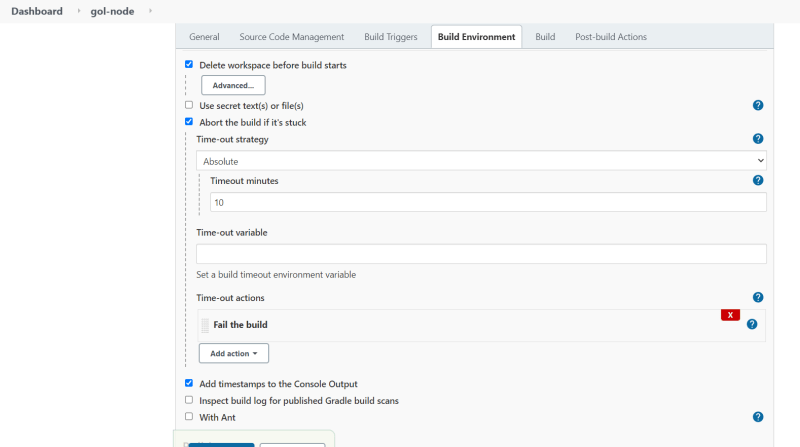 Dashboard gol-node
General Source Code Management Build Triggers Build Environment Build Post-build Actions
Delete workspace before build starts
Advanced...
Use secret text(s) or file(s)
?
Abort the build if it's stuck
Time-out strategy
?
Absolute
Timeout minutes
?
10
Time-out variable
Set a build timeout environment variable
Time-out actions
?
X
Fail the build
?
Add action
Add timestamps to the Console Output
Inspect build log for published Gradle build scans
With Ant
?